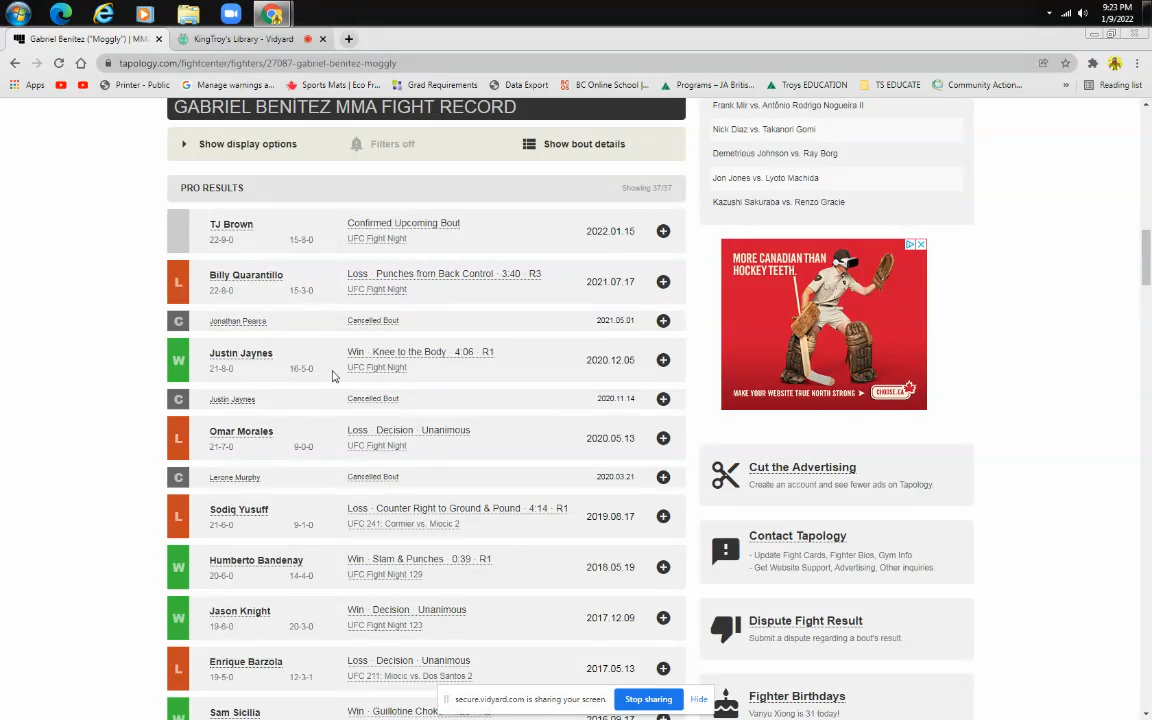 9:23 PM
1/9/2022
Gabriel Benítez ("Moggly") | MM
KingTroy's Library - Vidyard
tapology.com/fightcenter/fighters/27087-gabriel-benitez-moggly
Apps
Printer - Public
Manage warnings a...
Sports Mats | Eco Fr...
Grad Requirements
Data Export
BC Online School |...
Programs – JA Britis...
Troys EDUCATION
TS EDUCATE
Community Action...
»
Reading list
GABRIEL BENÍTEZ MMA FIGHT RECORD
Show display options
Filters off
Show bout details
PRO RESULTS
Showing 37/37
TJ Brown
22-9-0
15-8-0
Confirmed Upcoming Bout
UFC Fight Night
2022.01.15
L
Billy Quarantillo
22-8-0
15-3-0
Loss · Punches from Back Control · 3:40 · R3
UFC Fight Night
2021.07.17
C
Jonathan Pearce
Cancelled Bout
2021.05.01
W
Justin Jaynes
21-8-0
16-5-0
Win · Knee to the Body · 4:06 · R1
UFC Fight Night
2020.12.05
C
Justin Jaynes
Cancelled Bout
2020.11.14
L
Omar Morales
21-7-0
9-0-0
Loss · Decision · Unanimous
UFC Fight Night
2020.05.13
C
Lerone Murphy
Cancelled Bout
2020.03.21
L
Sodiq Yusuff
21-6-0
9-1-0
Loss · Counter Right to Ground & Pound · 4:14 · R1
UFC 241: Cormier vs. Miocic 2
2019.08.17
W
Humberto Bandenay
20-6-0
14-4-0
Win · Slam & Punches · 0:39 · R1
UFC Fight Night 129
2018.05.19
W
Jason Knight
19-6-0
20-3-0
Win · Decision · Unanimous
UFC Fight Night 123
2017.12.09
L
Enrique Barzola
19-5-0
12-3-1
Loss · Decision · Unanimous
UFC 211: Miocic vs. Dos Santos 2
2017.05.13
W
Sam Sicilia
Win · Guillotine Chok
Frank Mir vs. Antônio Rodrigo Nogueira II
Nick Diaz vs. Takanori Gomi
Demetrious Johnson vs. Ray Borg
Jon Jones vs. Lyoto Machida
Kazushi Sakuraba vs. Renzo Gracie
MORE CANADIAN THAN
HOCKEY TEETH.
MAKE YOUR WEBSITE TRUE NORTH STRONG
CHOOSE.CA
Cut the Advertising
Create an account and see fewer ads on Tapology.
Contact Tapology
- Update Fight Cards, Fighter Bios, Gym Info.
- Get Website Support, Advertising, Other inquiries.
Dispute Fight Result
Submit a dispute regarding a bout's result.
Fighter Birthdays
Vanyu Xiong is 31 today!
secure.vidyard.com is sharing your screen.
Stop sharing
Hide